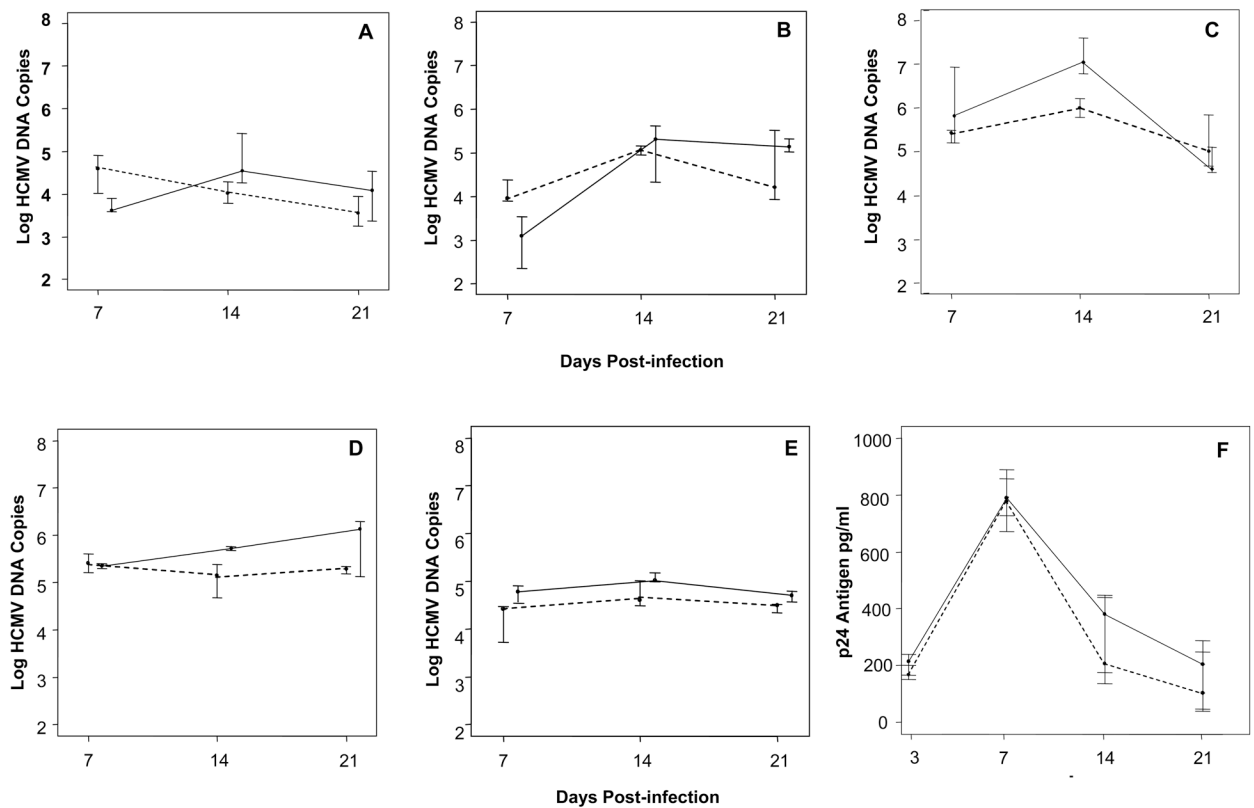 A
Log HCMV DNA Copies
8
7
6
5
4
3
2
7 14 21
B
Log HCMV DNA Copies
8
7
6
5
4
3
2
7 14 21
C
Log HCMV DNA Copies
8
7
6
5
4
3
2
7 14 21
Days Post-infection
D
Log HCMV DNA Copies
8
7
6
5
4
3
2
7 14 21
E
Log HCMV DNA Copies
8
7
6
5
4
3
2
7 14 21
F
p24 Antigen pg/ml
1000
800
600
400
200
0
3 7 14 21
Days Post-infection